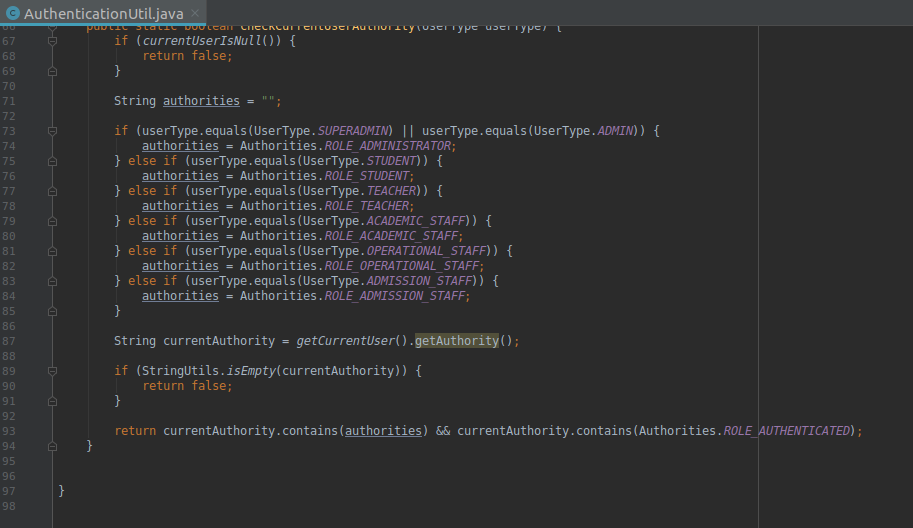 AuthenticationUtil.java ×
66 public static boolean checkCurrentUserAuthority(UserType userType) {
67 if (currentUserIsNull()) {
68 return false;
69 }
70
71 String authorities = "";
72
73 if (userType.equals(UserType.SUPERADMIN) || userType.equals(UserType.ADMIN)) {
74 authorities = Authorities.ROLE_ADMINISTRATOR;
75 } else if (userType.equals(UserType.STUDENT)) {
76 authorities = Authorities.ROLE_STUDENT;
77 } else if (userType.equals(UserType.TEACHER)) {
78 authorities = Authorities.ROLE_TEACHER;
79 } else if (userType.equals(UserType.ACADEMIC_STAFF)) {
80 authorities = Authorities.ROLE_ACADEMIC_STAFF;
81 } else if (userType.equals(UserType.OPERATIONAL_STAFF)) {
82 authorities = Authorities.ROLE_OPERATIONAL_STAFF;
83 } else if (userType.equals(UserType.ADMISSION_STAFF)) {
84 authorities = Authorities.ROLE_ADMISSION_STAFF;
85 }
86
87 String currentAuthority = getCurrentUser().getAuthority();
88
89 if (StringUtils.isEmpty(currentAuthority)) {
90 return false;
91 }
92
93 return currentAuthority.contains(authorities) && currentAuthority.contains(Authorities.ROLE_AUTHENTICATED);
94 }
95
96
97 }
98